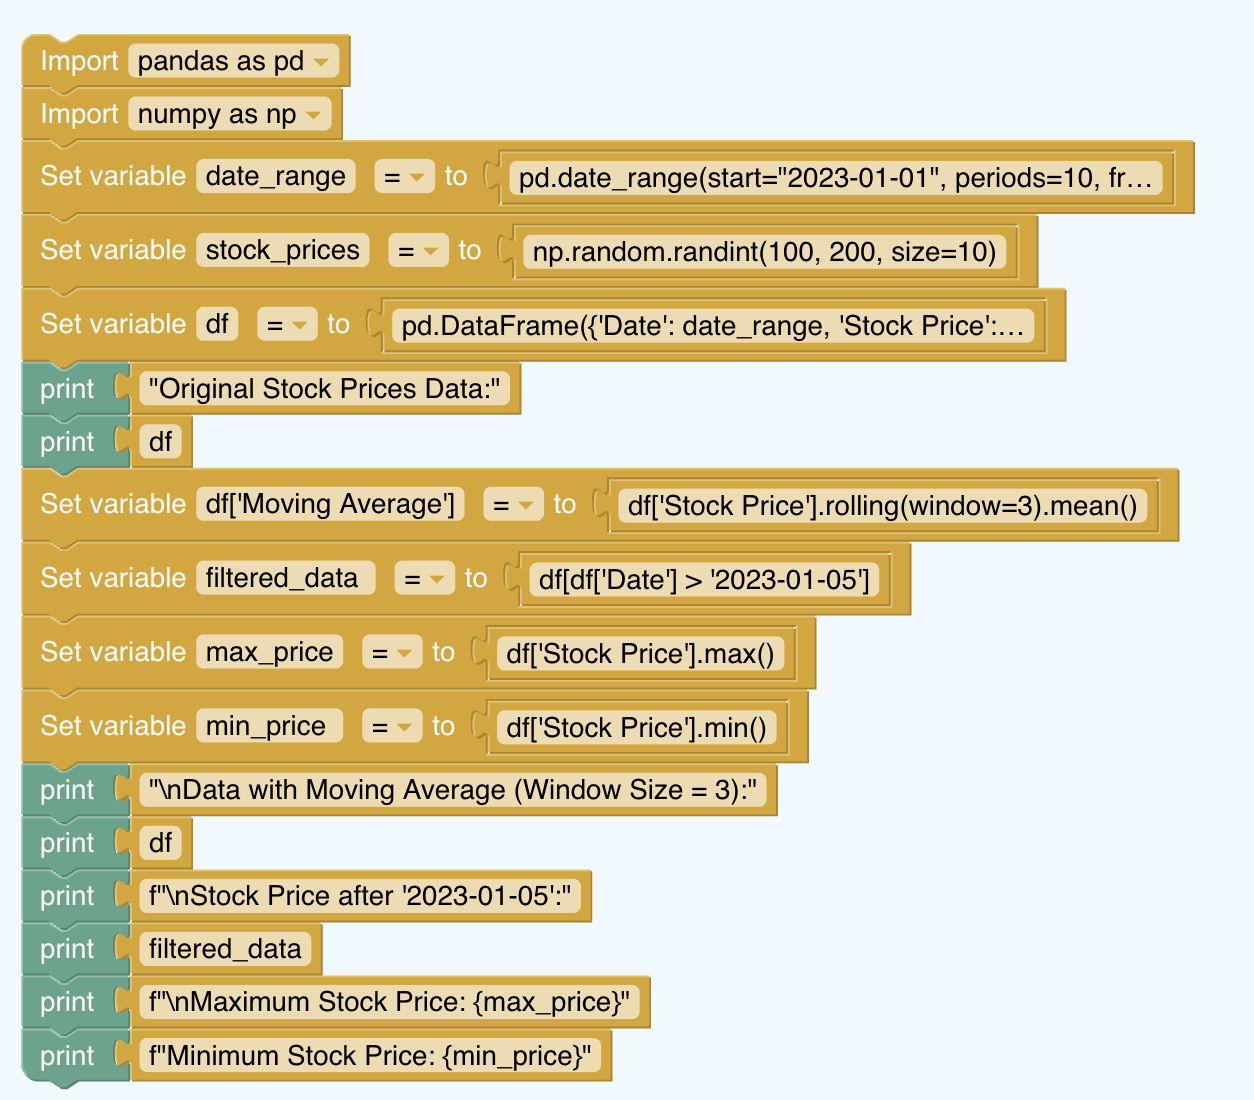 Import pandas as pd
Import numpy as np
Set variable date_range = to pd.date_range(start="2023-01-01", periods=10, fr…
Set variable stock_prices = to np.random.randint(100, 200, size=10)
Set variable df = to pd.DataFrame({'Date': date_range, 'Stock Price':…
print "Original Stock Prices Data:"
print df
Set variable df['Moving Average'] = to df['Stock Price'].rolling(window=3).mean()
Set variable filtered_data = to df[df['Date'] > '2023-01-05']
Set variable max_price = to df['Stock Price'].max()
Set variable min_price = to df['Stock Price'].min()
print "\nData with Moving Average (Window Size = 3):"
print df
print f"\nStock Price after '2023-01-05':"
print filtered_data
print f"\nMaximum Stock Price: {max_price}"
print f"Minimum Stock Price: {min_price}"